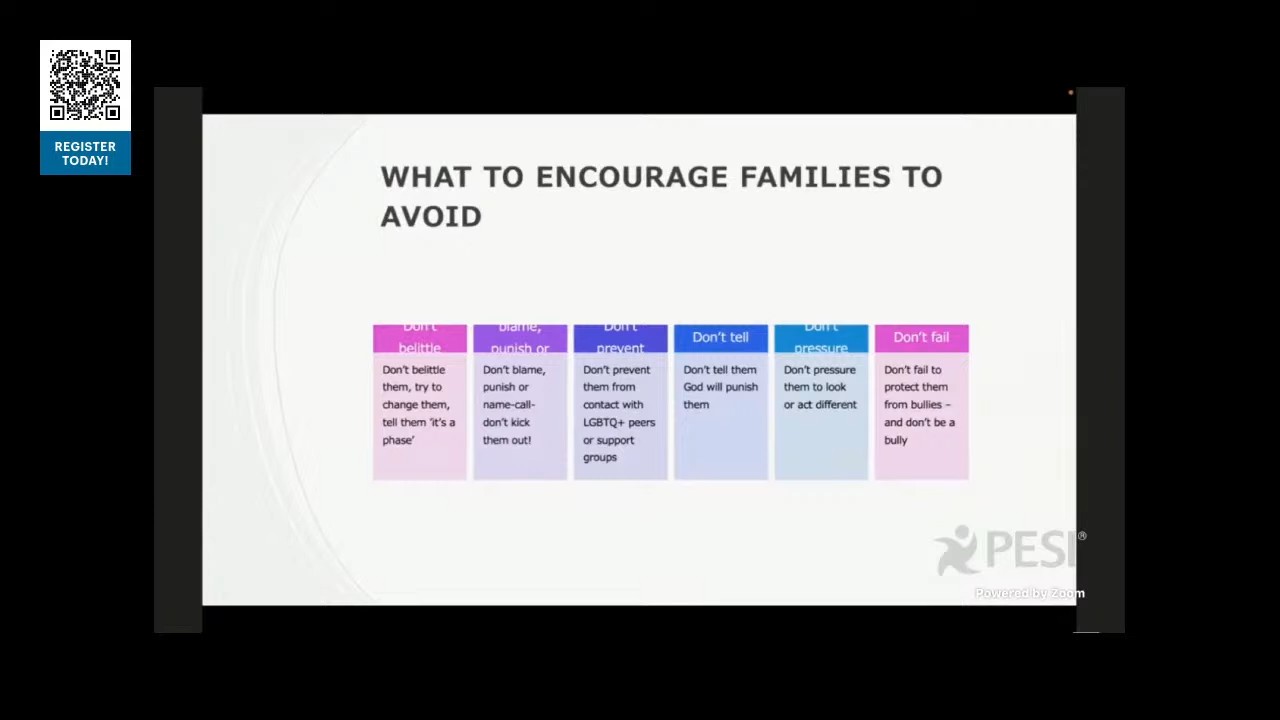 REGISTER
TODAY!
WHAT TO ENCOURAGE FAMILIES TO
AVOID
Don't
belittle
Don't belittle
them, try to
change them,
tell them 'it's a
phase'
blame,
punish or
Don't blame,
punish or
name-call-
don't kick
them out!
Don't
prevent
Don't prevent
them from
contact with
LGBTQ+ peers
or support
groups
Don't tell
Don't tell them
God will punish
them
Don't
pressure
Don't pressure
them to look
or act different
Don't fail
Don't fail to
protect them
from bullies –
and don't be a
bully
PESI®
Powered by Zoom